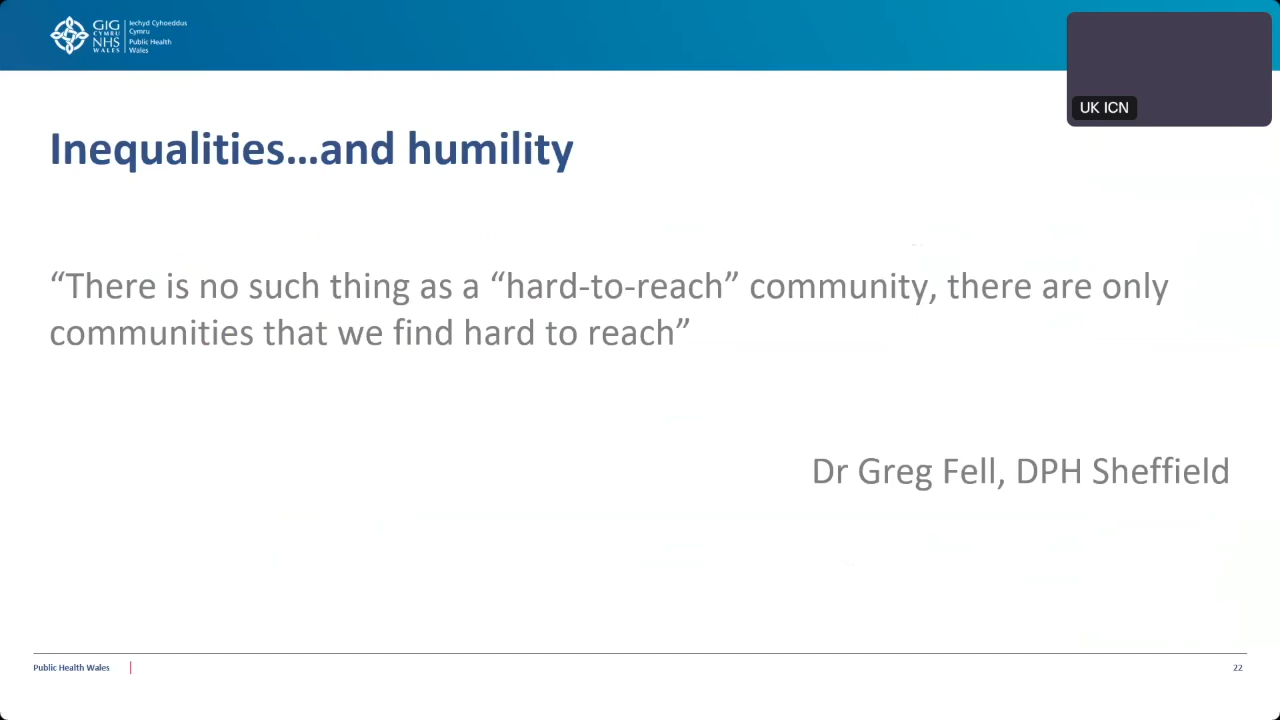 GIG
CYMRU
NHS
WALES
Iechyd Cyhoeddus
Cymru
Public Health
Wales
UK ICN
Inequalities…and humility
“There is no such thing as a “hard-to-reach” community, there are only
communities that we find hard to reach”
Dr Greg Fell, DPH Sheffield
Public Health Wales
22